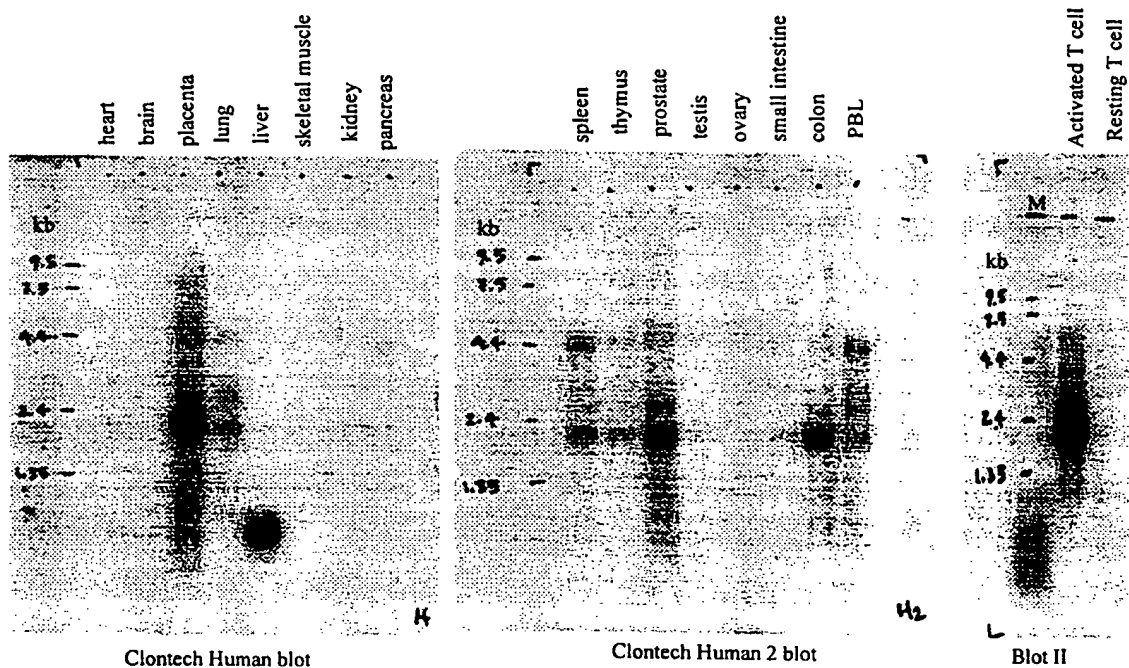 heart
brain
placenta
lung
liver
skeletal muscle
kidney
pancreas
kb
9.5
7.5
4.4
2.4
1.35
H
Clontech Human blot
spleen
thymus
prostate
testis
ovary
small intestine
colon
PBL
kb
9.5
7.5
4.4
2.4
1.35
H2
Clontech Human 2 blot
Activated T cell
Resting T cell
M
kb
9.5
7.5
4.4
2.4
1.35
Blot II